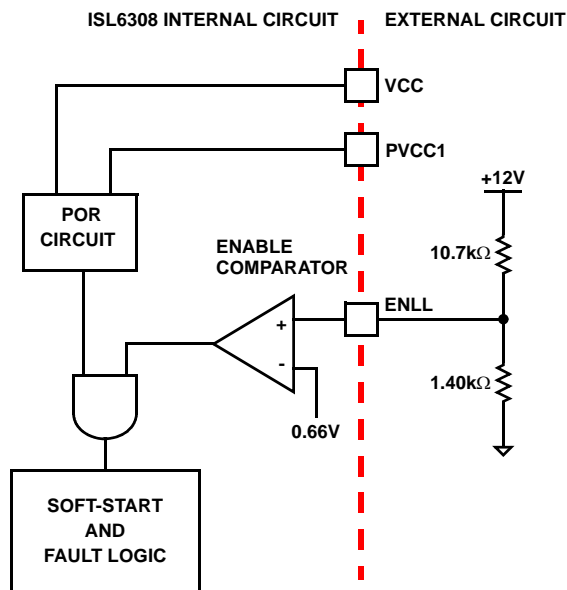 ISL6308 INTERNAL CIRCUIT
EXTERNAL CIRCUIT
VCC
PVCC1
+12V
POR
CIRCUIT
10.7kΩ
ENABLE
COMPARATOR
ENLL
+
-
1.40kΩ
0.66V
SOFT-START
AND
FAULT LOGIC